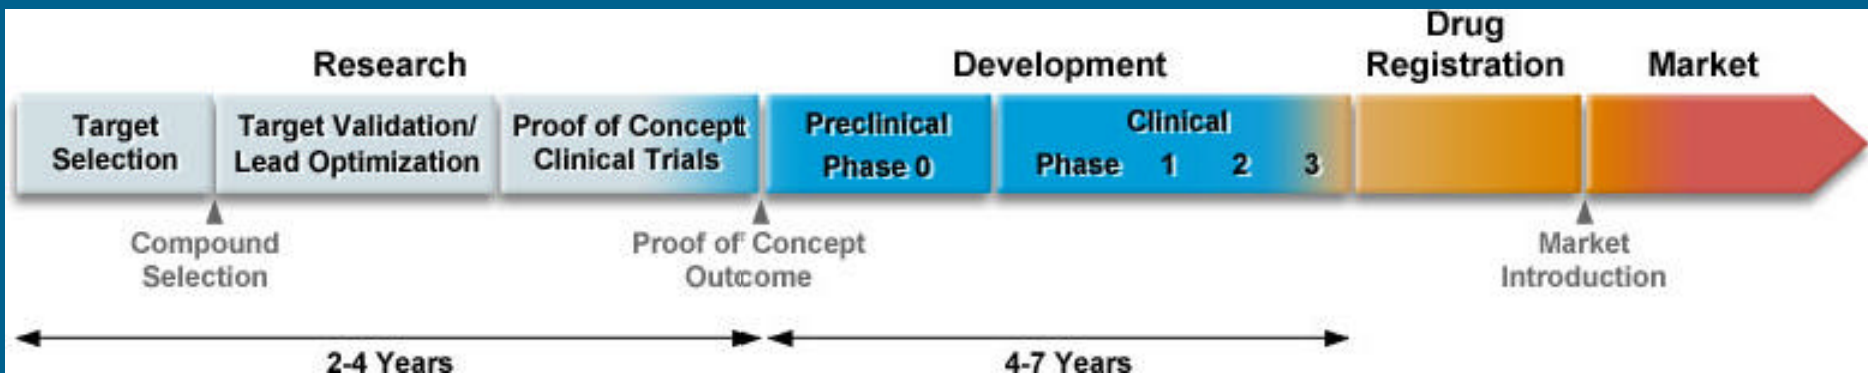 Research
Development
Drug
Registration
Market
Target
Selection
Target Validation/
Lead Optimization
Proof of Concept
Clinical Trials
Preclinical
Phase 0
Clinical
Phase 1 2 3
Compound
Selection
Proof of Concept
Outcome
Market
Introduction
2-4 Years
4-7 Years